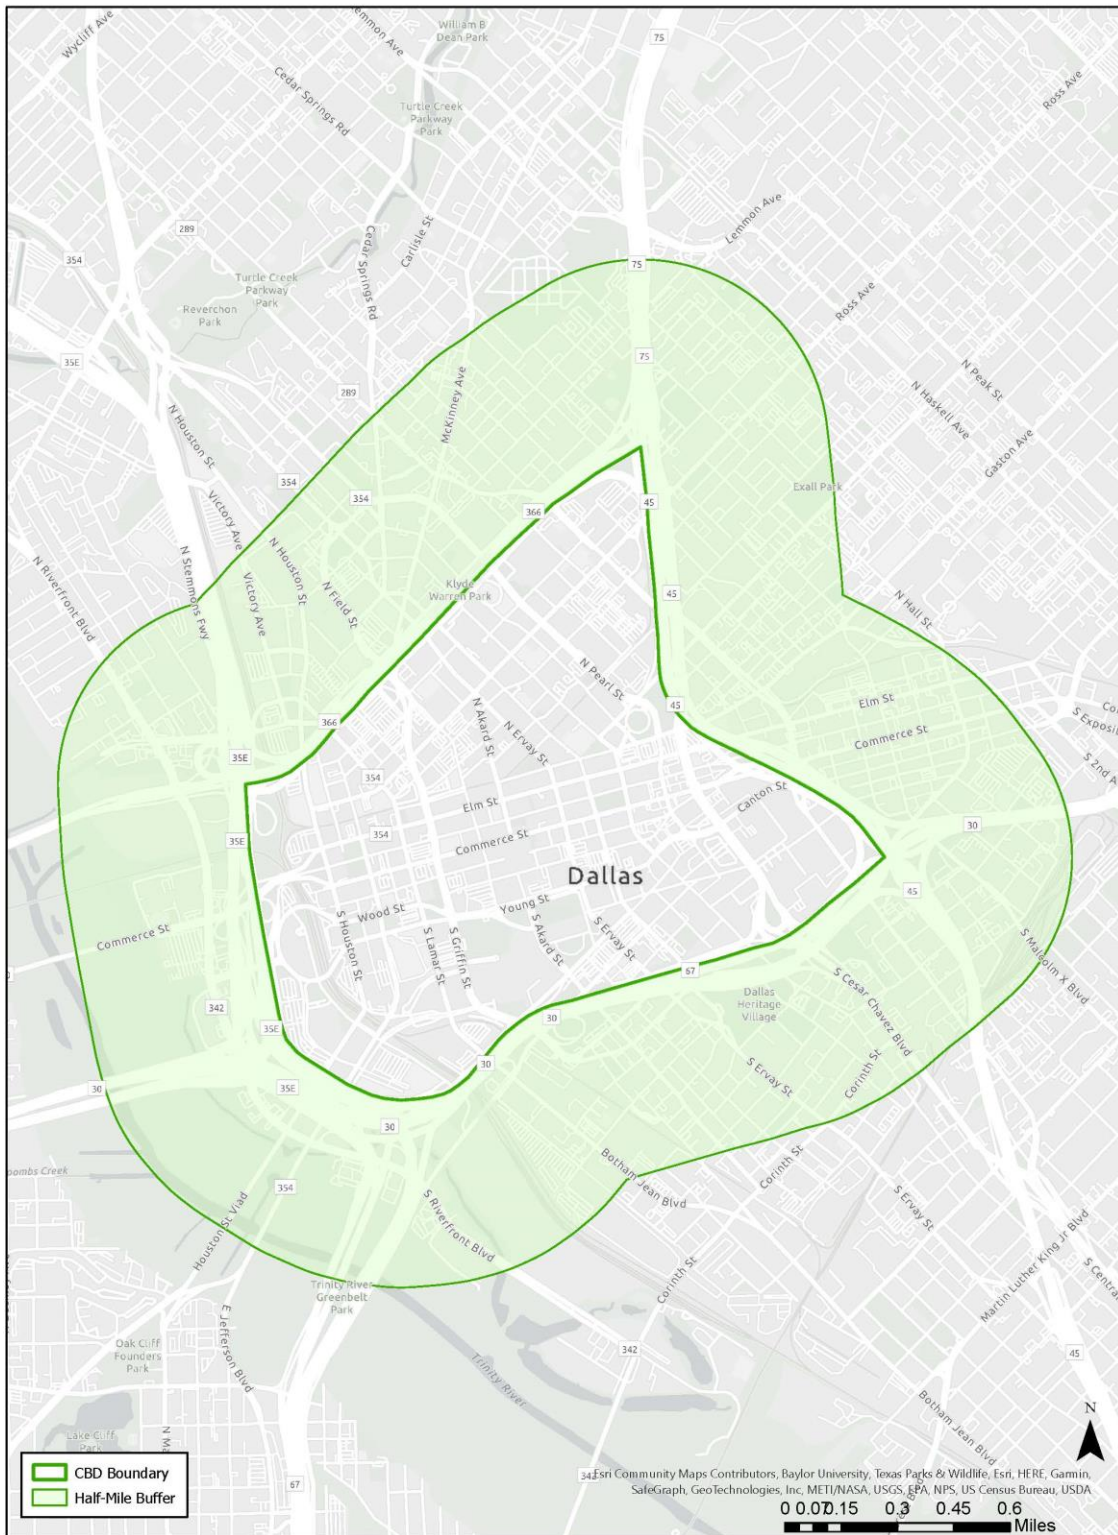 Wycliff Ave
Lemmon Ave
William B
Dean Park
75
Cedar Springs Rd
Turtle Creek
Parkway
Park
Ross Ave
289
354
Cedar Springs Rd
Carlisle St
Lemmon Ave
Turtle Creek
Parkway
Park
75
Reverchon
Park
Ross Ave
35E
75
289
McKinney Ave
N Peak St
N Houston St
N Haskell Ave
Gaston Ave
354
354
Exall Park
Victory Ave
366
45
N Stemmons Fwy
N Houston St
N Riverfront Blvd
Victory Ave
N Field St
Klyde
Warren Park
45
N Hall St
N Pearl St
366
N Akard St
N Ervay St
45
Elm St
Commerce St
S 2nd A
35E
354
Canton St
Elm St
35E
354
Commerce St
30
Dallas
45
Wood St
Young St
S Houston St
S Lamar St
S Griffin St
S Akard St
S Ervay St
Commerce St
S Malcolm X Blvd
67
342
35E
30
Dallas
Heritage
Village
S Cesar Chavez Blvd
30
35E
30
S Ervay St
Corinth St
30
oombs Creek
354
Botham Jean Blvd
Corinth St
S Ervay St
Houston St Viad
S Riverfront Blvd
Martin Luther King Jr Blvd
S Central
Corinth St
Trinity River
Greenbelt
Park
E Jefferson Blvd
Oak Cliff
Founders
Park
342
45
Trinity River
Botham Jean Blvd
Lake Cliff
Park
N Ma
67
342
N
CBD Boundary
Half-Mile Buffer
Esri Community Maps Contributors, Baylor University, Texas Parks & Wildlife, Esri, HERE, Garmin,
SafeGraph, GeoTechnologies, Inc, METI/NASA, USGS, EPA, NPS, US Census Bureau, USDA
0 0.07 0.15 0.3 0.45 0.6
Miles